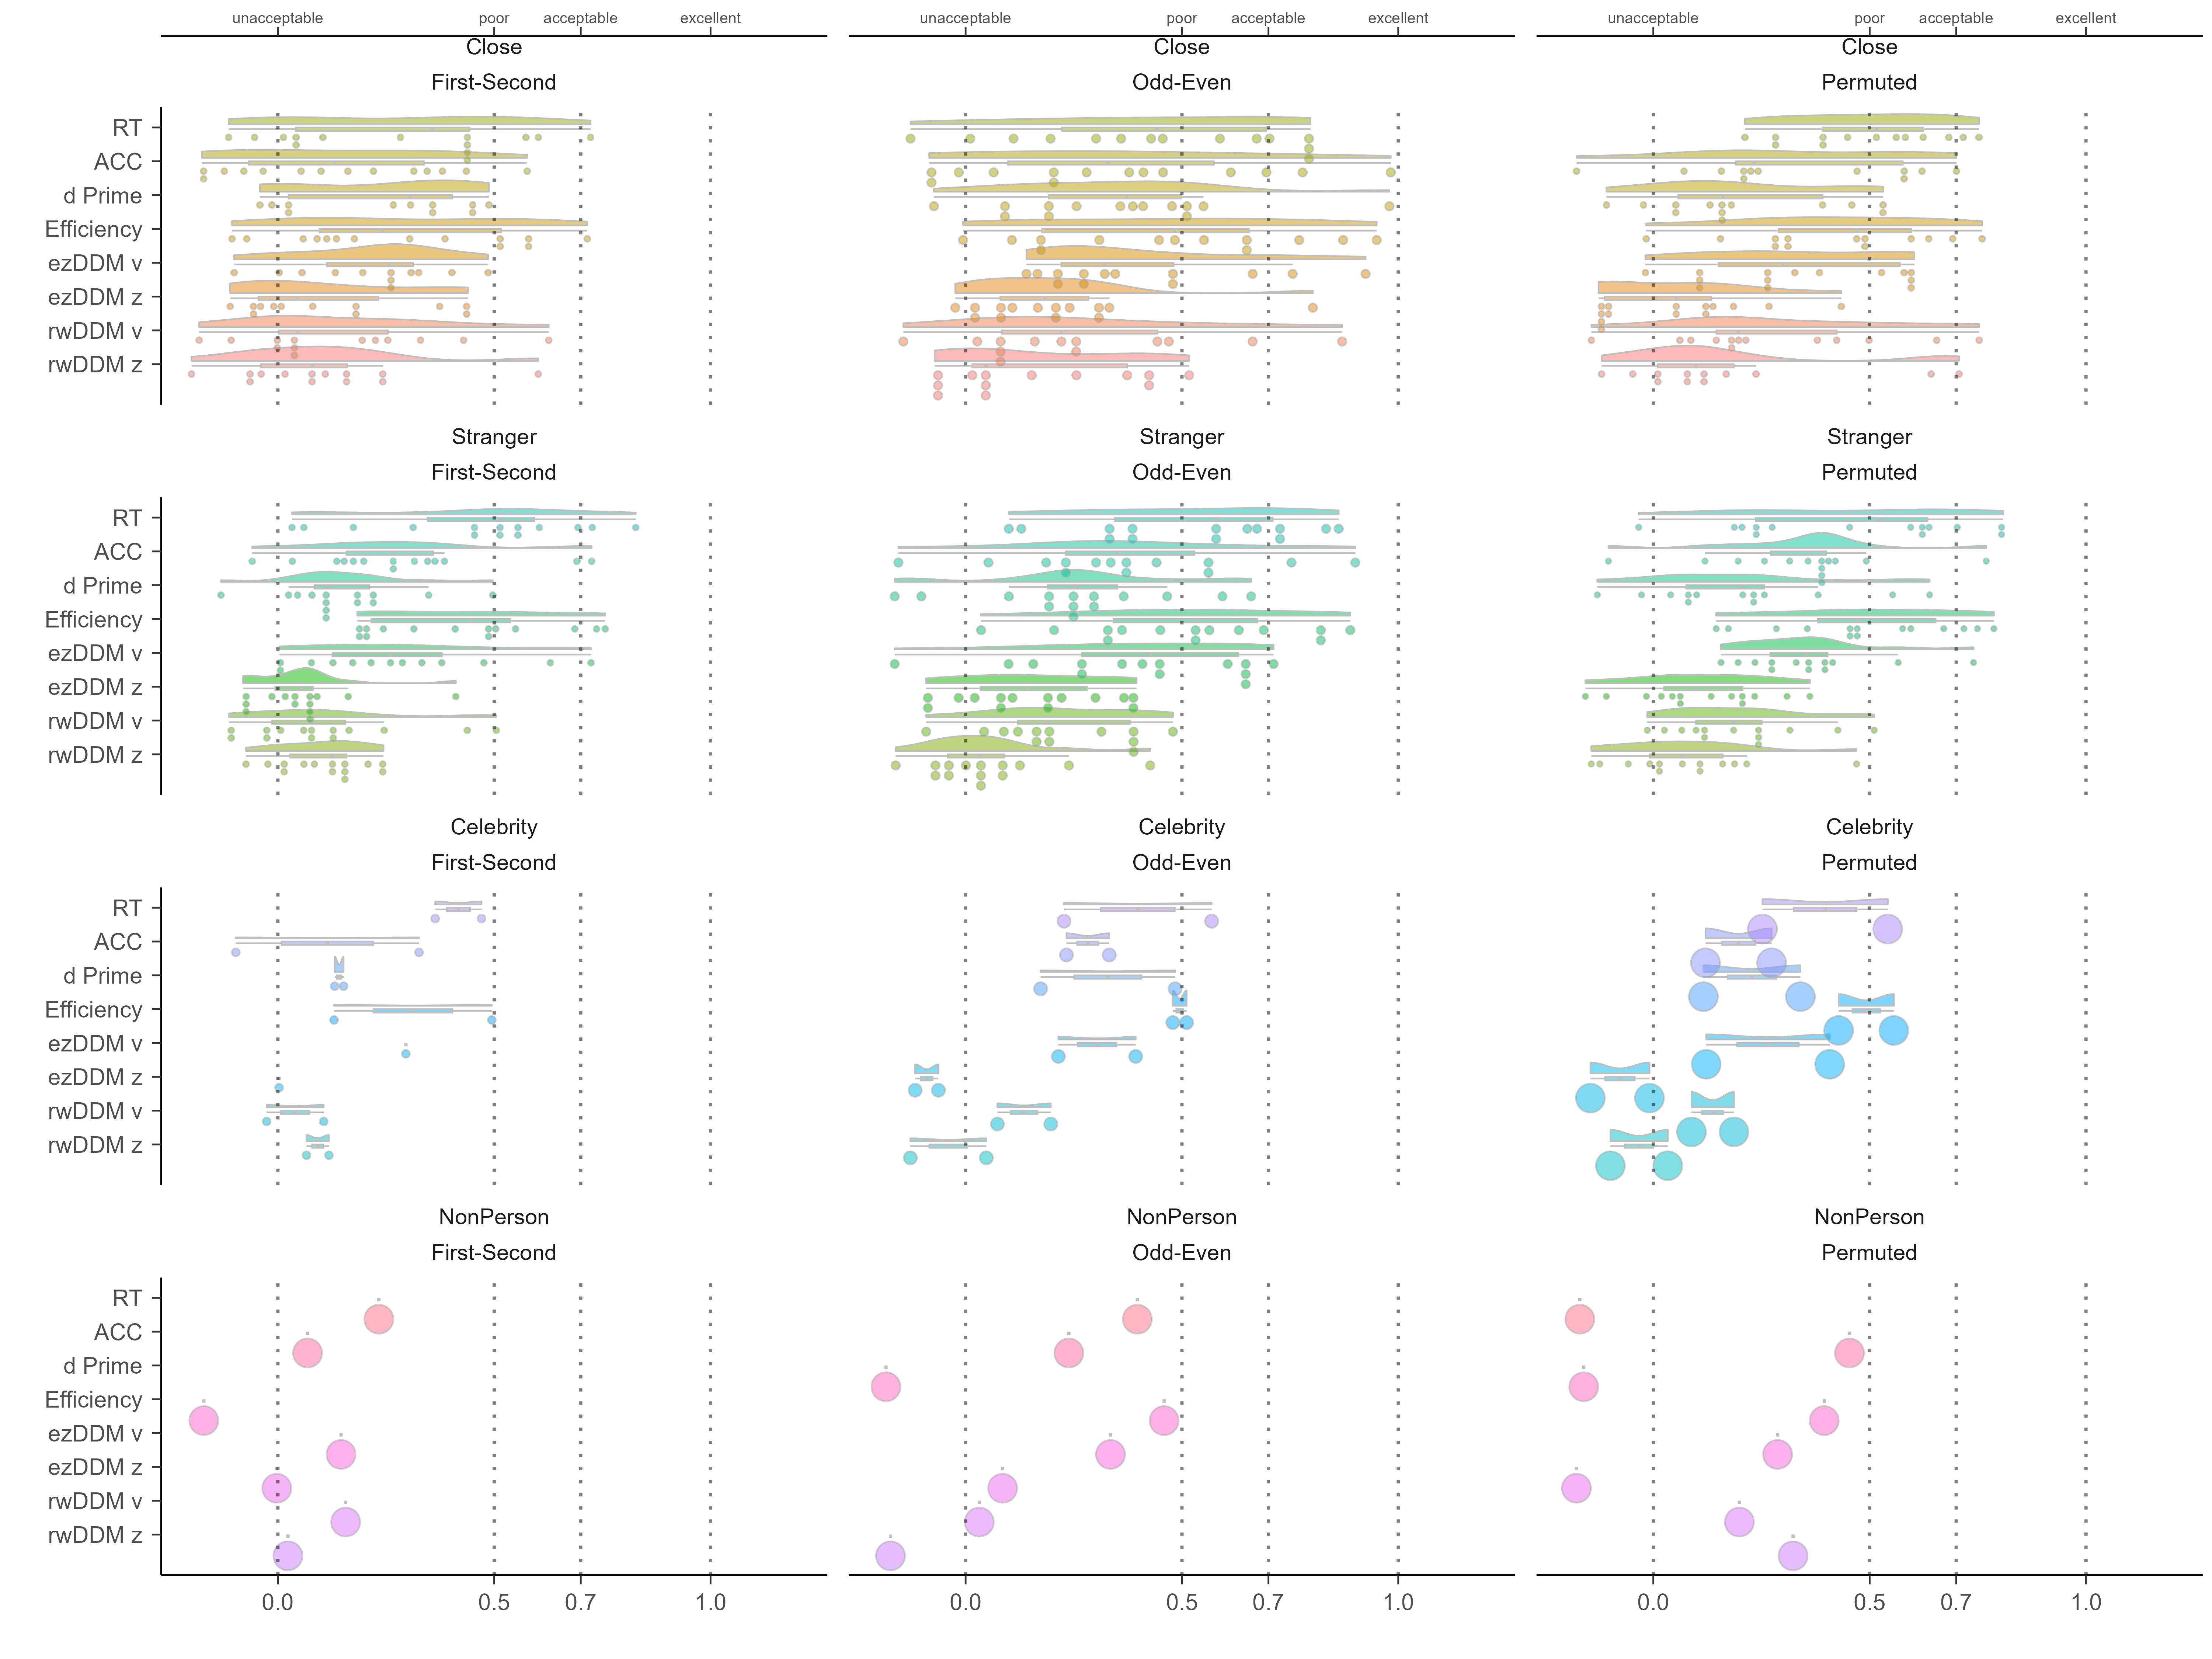 unacceptable poor acceptable excellent unacceptable poor acceptable excellent unacceptable poor acceptable excellent
Close Close Close
First-Second Odd-Even Permuted
RT
ACC
d Prime
Efficiency
ezDDM v
ezDDM z
rwDDM v
rwDDM z
Stranger Stranger Stranger
First-Second Odd-Even Permuted
RT
ACC
d Prime
Efficiency
ezDDM v
ezDDM z
rwDDM v
rwDDM z
Celebrity Celebrity Celebrity
First-Second Odd-Even Permuted
RT
ACC
d Prime
Efficiency
ezDDM v
ezDDM z
rwDDM v
rwDDM z
NonPerson NonPerson NonPerson
First-Second Odd-Even Permuted
RT
ACC
d Prime
Efficiency
ezDDM v
ezDDM z
rwDDM v
rwDDM z
0.0 0.5 0.7 1.0 0.0 0.5 0.7 1.0 0.0 0.5 0.7 1.0